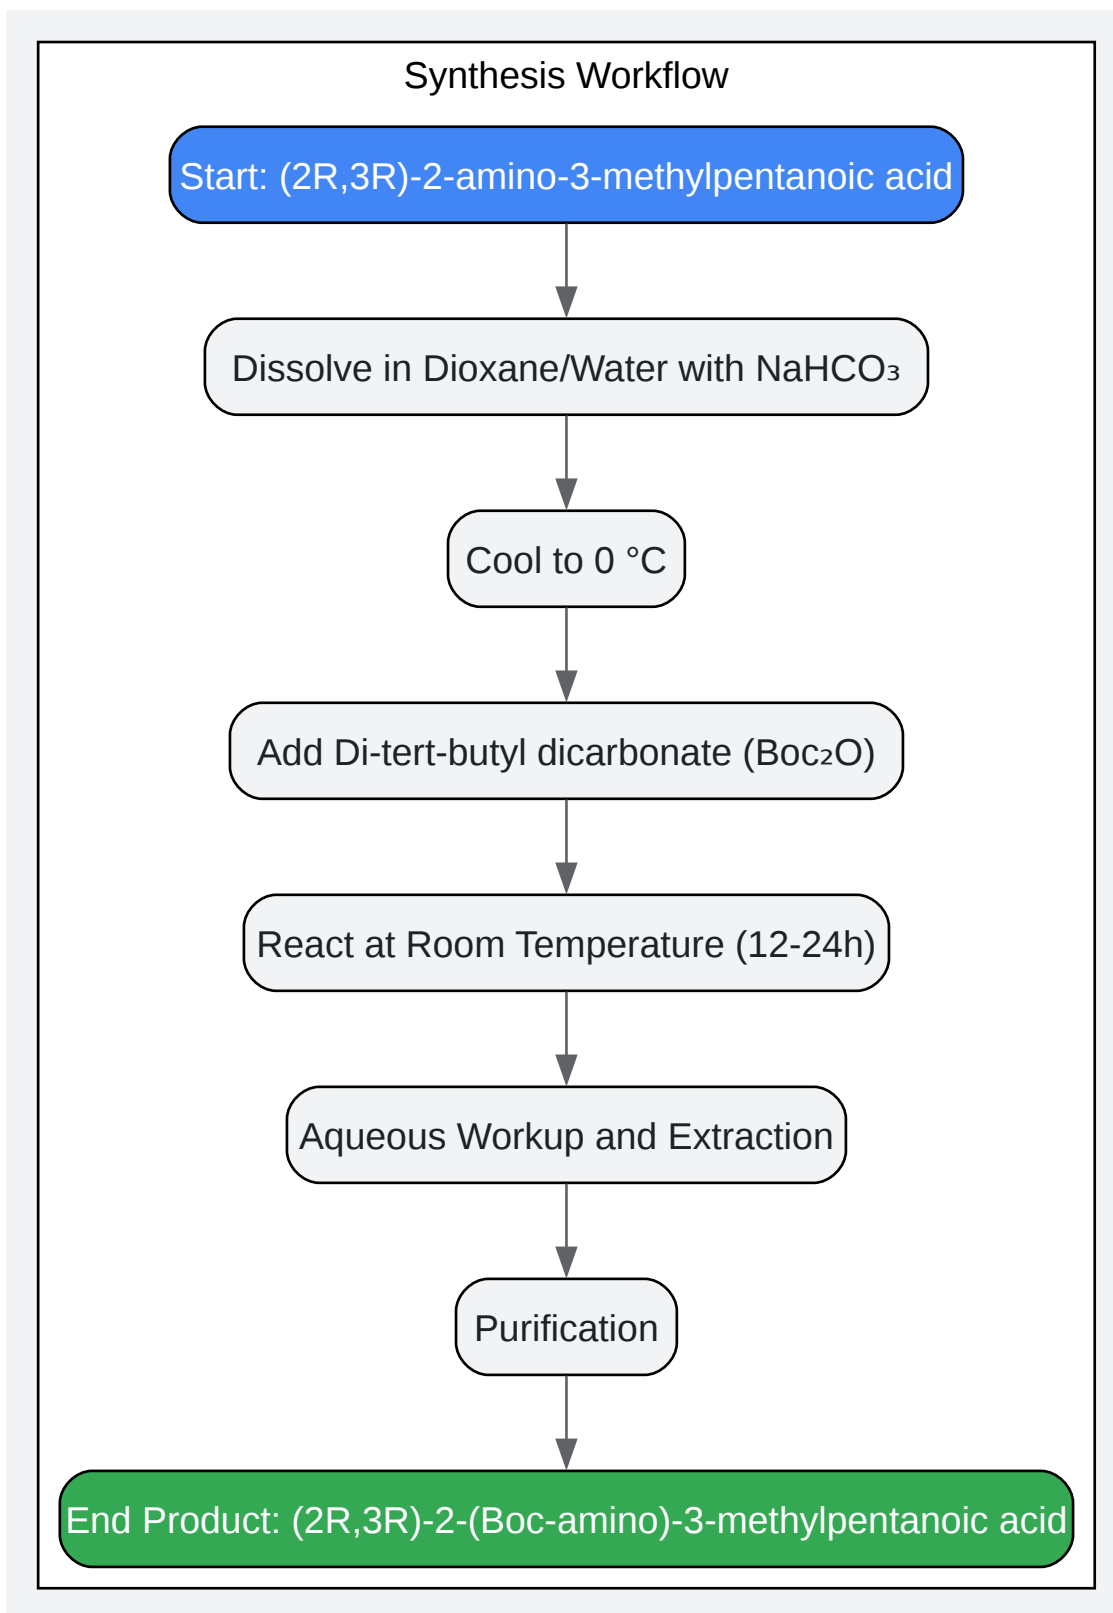 Synthesis Workflow
Start: (2R,3R)-2-amino-3-methylpentanoic acid
Dissolve in Dioxane/Water with NaHCO₃
Cool to 0 °C
Add Di-tert-butyl dicarbonate (Boc₂O)
React at Room Temperature (12-24h)
Aqueous Workup and Extraction
Purification
End Product: (2R,3R)-2-(Boc-amino)-3-methylpentanoic acid